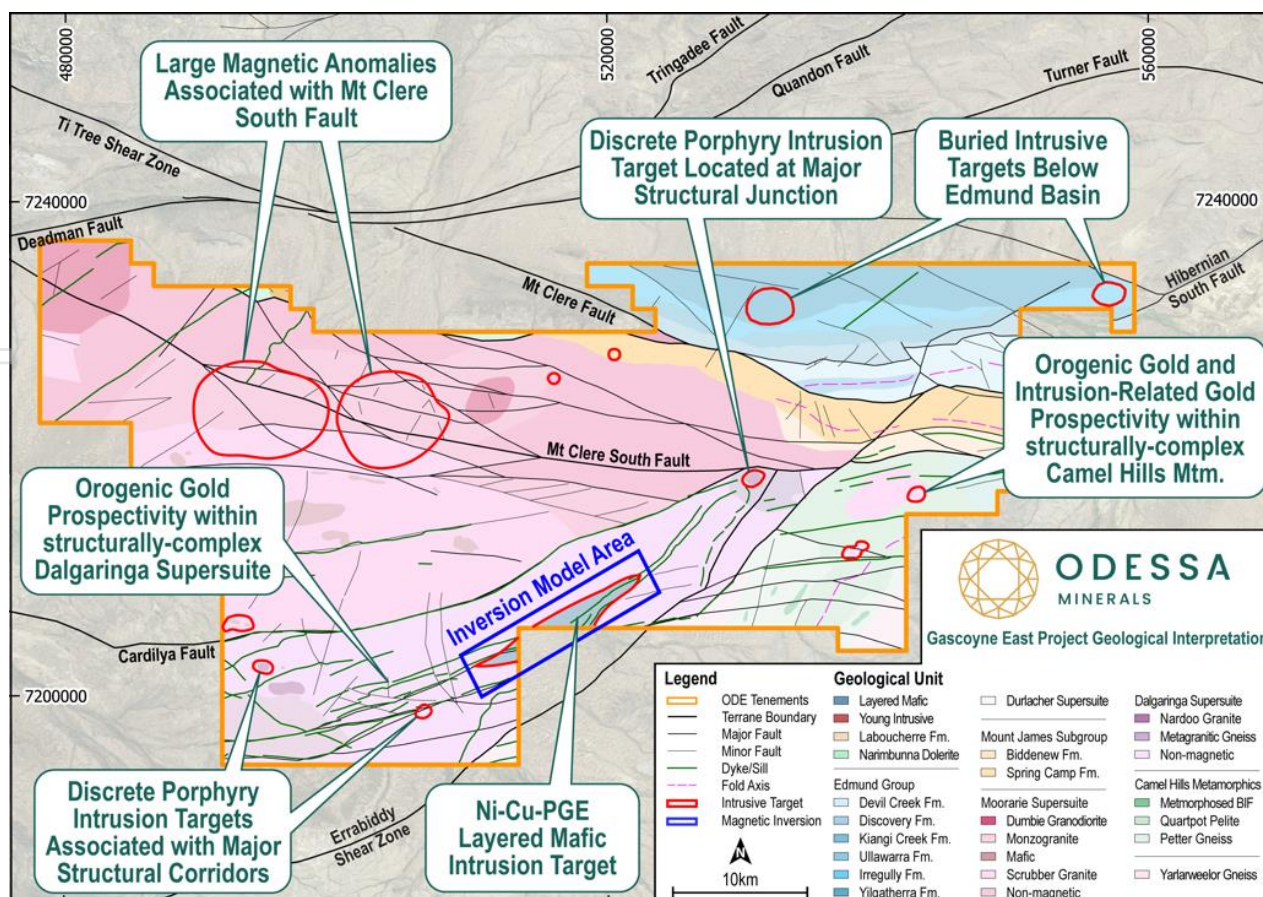 480000
520000
560000
7240000
7240000
7200000
Large Magnetic Anomalies
Associated with Mt Clere
South Fault
Tringadee Fault
Quandon Fault
Turner Fault
Ti Tree Shear Zone
Deadman Fault
Discrete Porphyry Intrusion
Target Located at Major
Structural Junction
Buried Intrusive
Targets Below
Edmund Basin
Hibernian
South Fault
Mt Clere Fault
Orogenic Gold and
Intrusion-Related Gold
Prospectivity within
structurally-complex
Camel Hills Mtm.
Mt Clere South Fault
Orogenic Gold
Prospectivity within
structurally-complex
Dalgaringa Supersuite
Inversion Model Area
Cardilya Fault
Errabiddy
Shear Zone
Discrete Porphyry
Intrusion Targets
Associated with Major
Structural Corridors
Ni-Cu-PGE
Layered Mafic
Intrusion Target
ODESSA
MINERALS
Gascoyne East Project Geological Interpretation
Legend
ODE Tenements
Terrane Boundary
Major Fault
Minor Fault
Dyke/Sill
Fold Axis
Intrusive Target
Magnetic Inversion
N
10km
Geological Unit
Layered Mafic
Young Intrusive
Laboucherre Fm.
Narimbunna Dolerite
Edmund Group
Devil Creek Fm.
Discovery Fm.
Kiangi Creek Fm.
Ullawarra Fm.
Irregully Fm.
Yilgatherra Fm.
Durlacher Supersuite
Mount James Subgroup
Biddenew Fm.
Spring Camp Fm.
Moorarie Supersuite
Dumbie Granodiorite
Monzogranite
Mafic
Scrubber Granite
Non-magnetic
Dalgaringa Supersuite
Nardoo Granite
Metagranitic Gneiss
Non-magnetic
Camel Hills Metamorphics
Metmorphosed BIF
Quartpot Pelite
Petter Gneiss
Yarlarweelor Gneiss